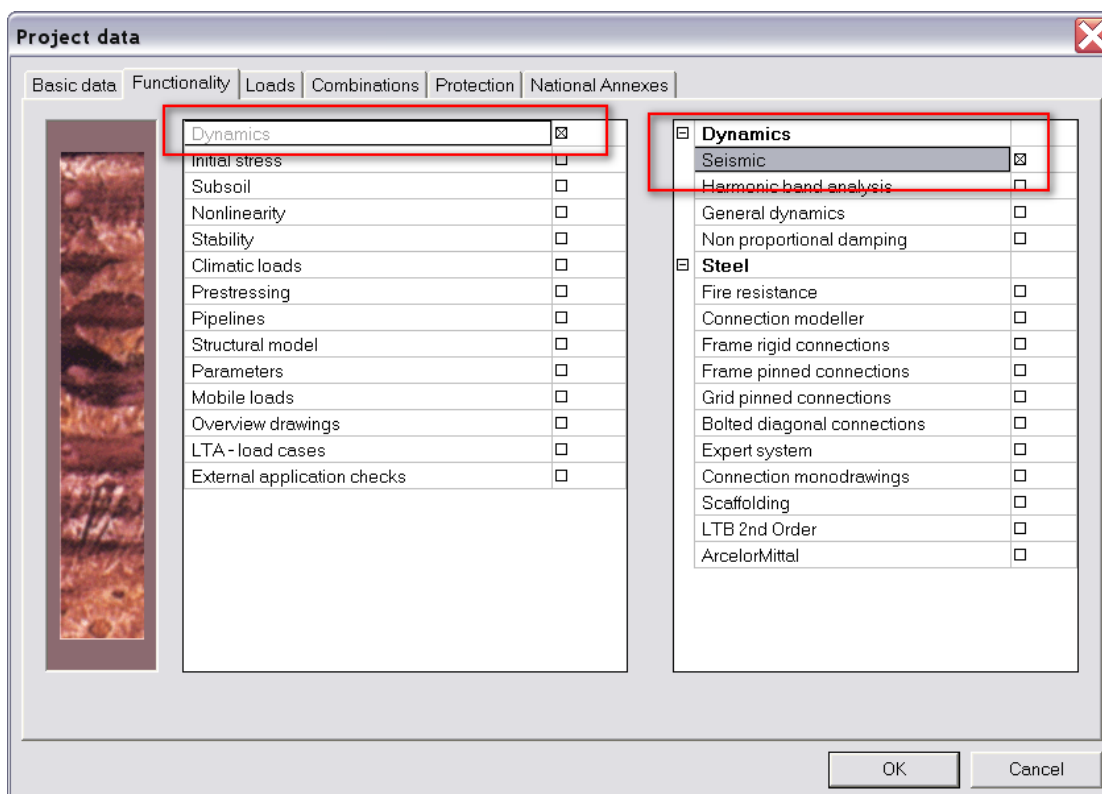 Project data
Basic data Functionality Loads Combinations Protection National Annexes
Dynamics
Initial stress
Subsoil
Nonlinearity
Stability
Climatic loads
Prestressing
Pipelines
Structural model
Parameters
Mobile loads
Overview drawings
LTA - load cases
External application checks
Dynamics
Seismic
Harmonic band analysis
General dynamics
Non proportional damping
Steel
Fire resistance
Connection modeller
Frame rigid connections
Frame pinned connections
Grid pinned connections
Bolted diagonal connections
Expert system
Connection monodrawings
Scaffolding
LTB 2nd Order
ArcelorMittal
OK Cancel